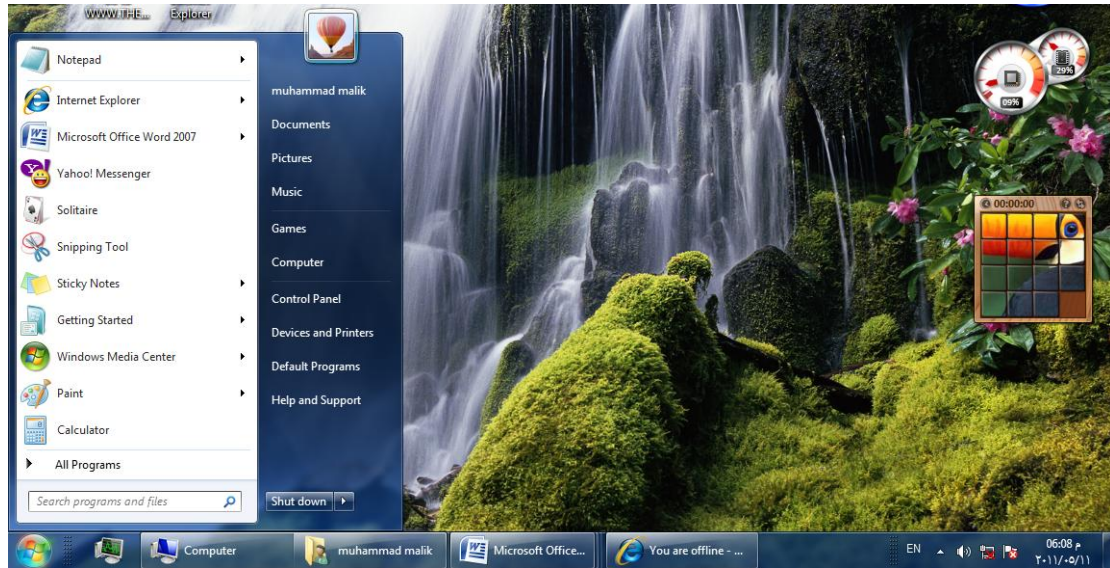 WWW.THE... Explorer
Notepad
Internet Explorer
Microsoft Office Word 2007
Yahoo! Messenger
Solitaire
Snipping Tool
Sticky Notes
Getting Started
Windows Media Center
Paint
Calculator
All Programs
Search programs and files
muhammad malik
Documents
Pictures
Music
Games
Computer
Control Panel
Devices and Printers
Default Programs
Help and Support
Shut down
29%
09%
00:00:00
Computer
muhammad malik
Microsoft Office...
You are offline - ...
EN
06:08 م
٢٠١١/٠٥/١١